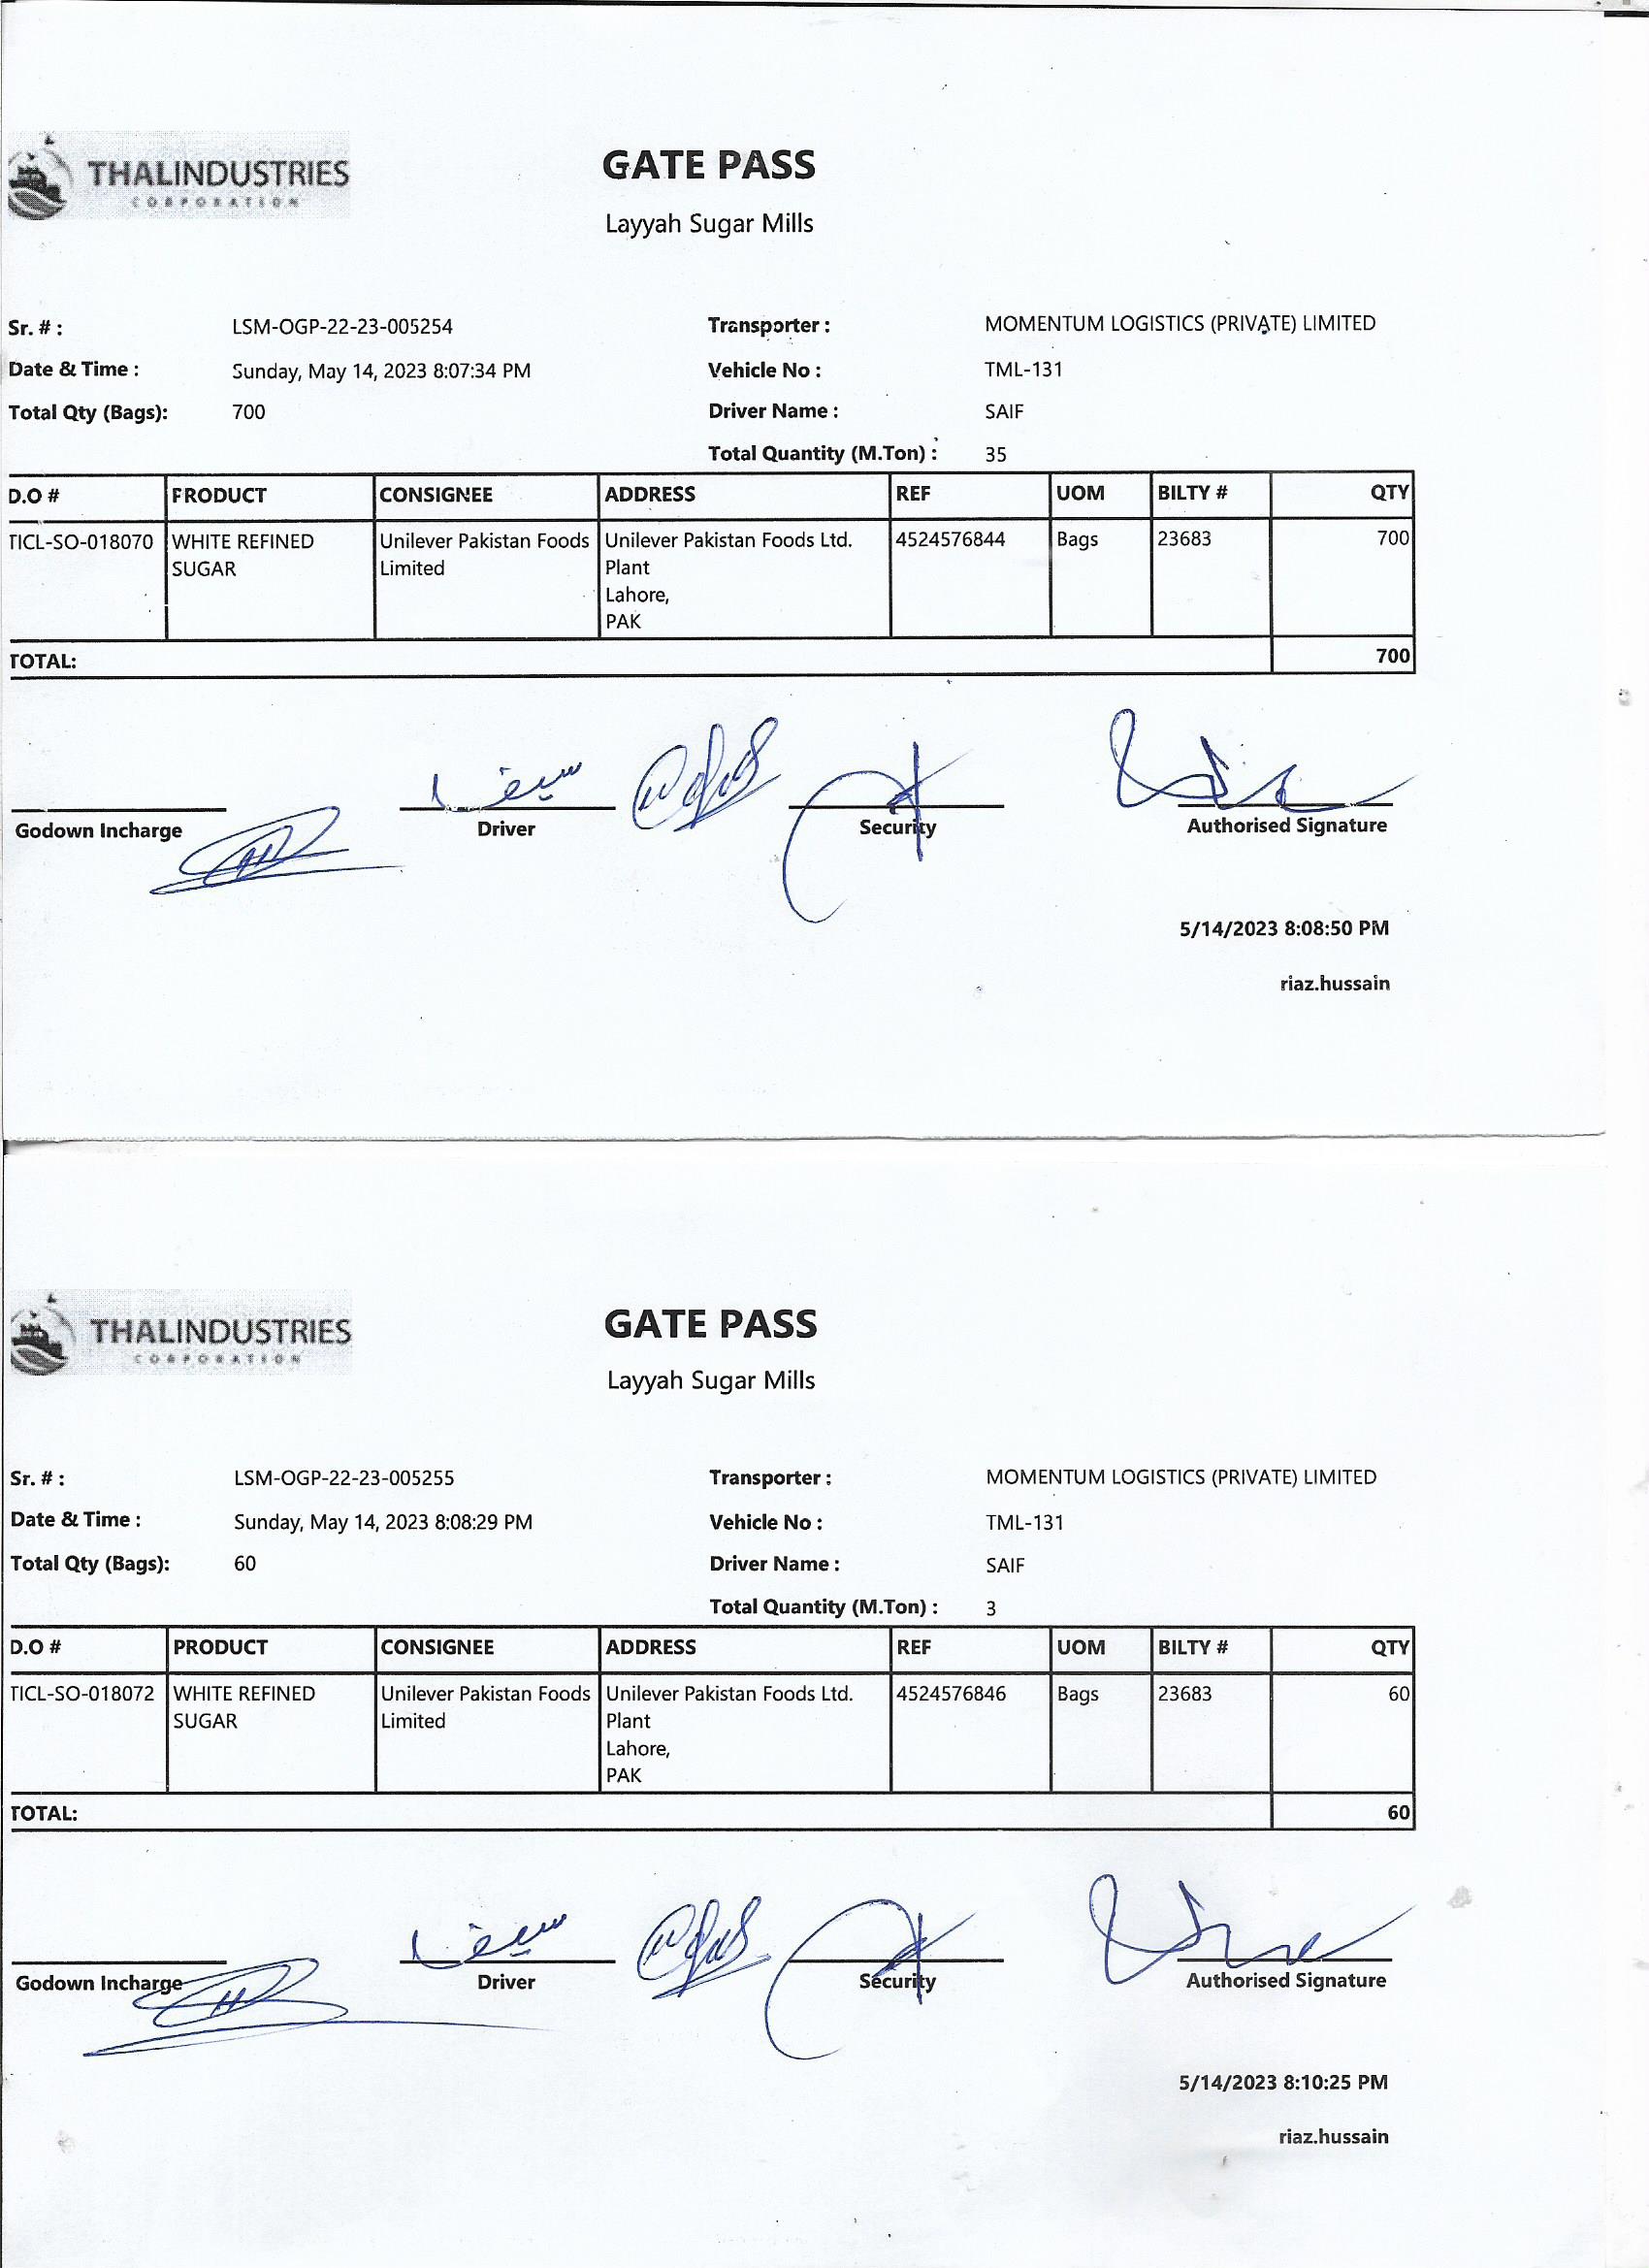 THALINDUSTRIES
CORPORATION
GATE PASS
Layyah Sugar Mills
Sr. # : LSM-OGP-22-23-005254 Transporter : MOMENTUM LOGISTICS (PRIVATE) LIMITED
Date & Time : Sunday, May 14, 2023 8:07:34 PM Vehicle No : TML-131
Total Qty (Bags): 700 Driver Name : SAIF
Total Quantity (M.Ton) : 35
D.O # PRODUCT CONSIGNEE ADDRESS REF UOM BILTY # QTY
TICL-SO-018070 WHITE REFINED Unilever Pakistan Foods Unilever Pakistan Foods Ltd. 4524576844 Bags 23683 700
SUGAR Limited Plant
Lahore,
PAK
TOTAL: 700
سیف
Godown Incharge Driver Security Authorised Signature
5/14/2023 8:08:50 PM
riaz.hussain
THALINDUSTRIES
CORPORATION
GATE PASS
Layyah Sugar Mills
Sr. # : LSM-OGP-22-23-005255 Transporter : MOMENTUM LOGISTICS (PRIVATE) LIMITED
Date & Time : Sunday, May 14, 2023 8:08:29 PM Vehicle No : TML-131
Total Qty (Bags): 60 Driver Name : SAIF
Total Quantity (M.Ton) : 3
D.O # PRODUCT CONSIGNEE ADDRESS REF UOM BILTY # QTY
TICL-SO-018072 WHITE REFINED Unilever Pakistan Foods Unilever Pakistan Foods Ltd. 4524576846 Bags 23683 60
SUGAR Limited Plant
Lahore,
PAK
TOTAL: 60
سیف
Godown Incharge Driver Security Authorised Signature
5/14/2023 8:10:25 PM
riaz.hussain